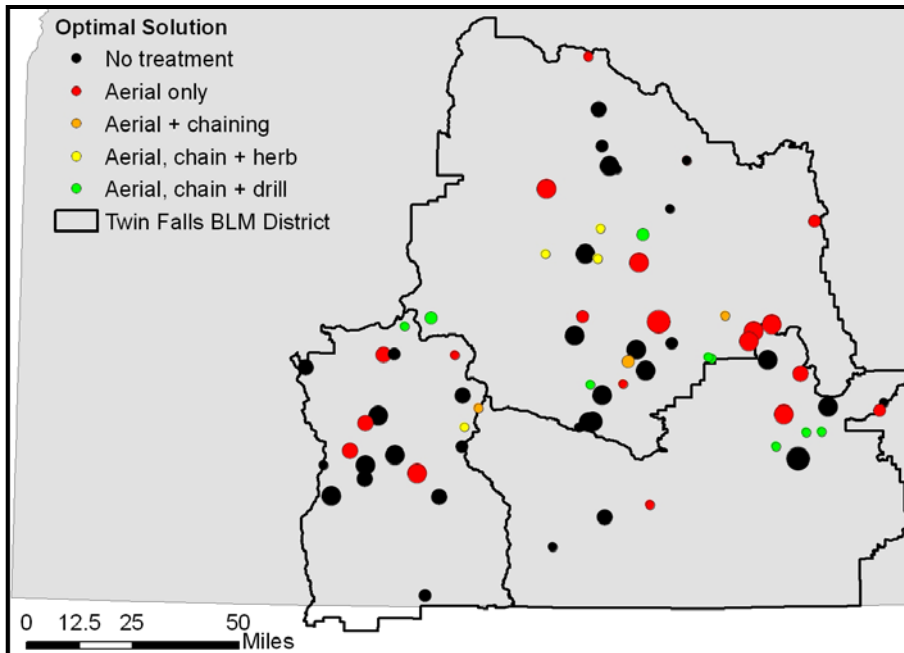 Optimal Solution
No treatment
Aerial only
Aerial + chaining
Aerial, chain + herb
Aerial, chain + drill
Twin Falls BLM District
0 12.5 25 50
Miles